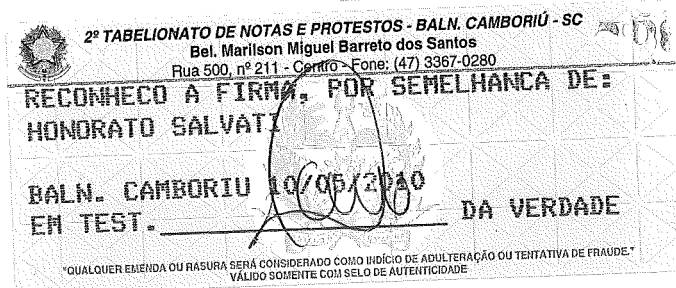 2º TABELIONATO DE NOTAS E PROTESTOS - BALN. CAMBORIÚ - SC
Bel. Marilson Miguel Barreto dos Santos
Rua 500, nº 211 - Centro - Fone: (47) 3367-0280
RECONHECO A FIRMA, POR SEMELHANCA DE:
HONORATO SALVATI
BALN. CAMBORIU 10/05/2010
EM TEST. DA VERDADE
"QUALQUER EMENDA OU RASURA SERÁ CONSIDERADO COMO INDÍCIO DE ADULTERAÇÃO OU TENTATIVA DE FRAUDE."
VÁLIDO SOMENTE COM SELO DE AUTENTICIDADE